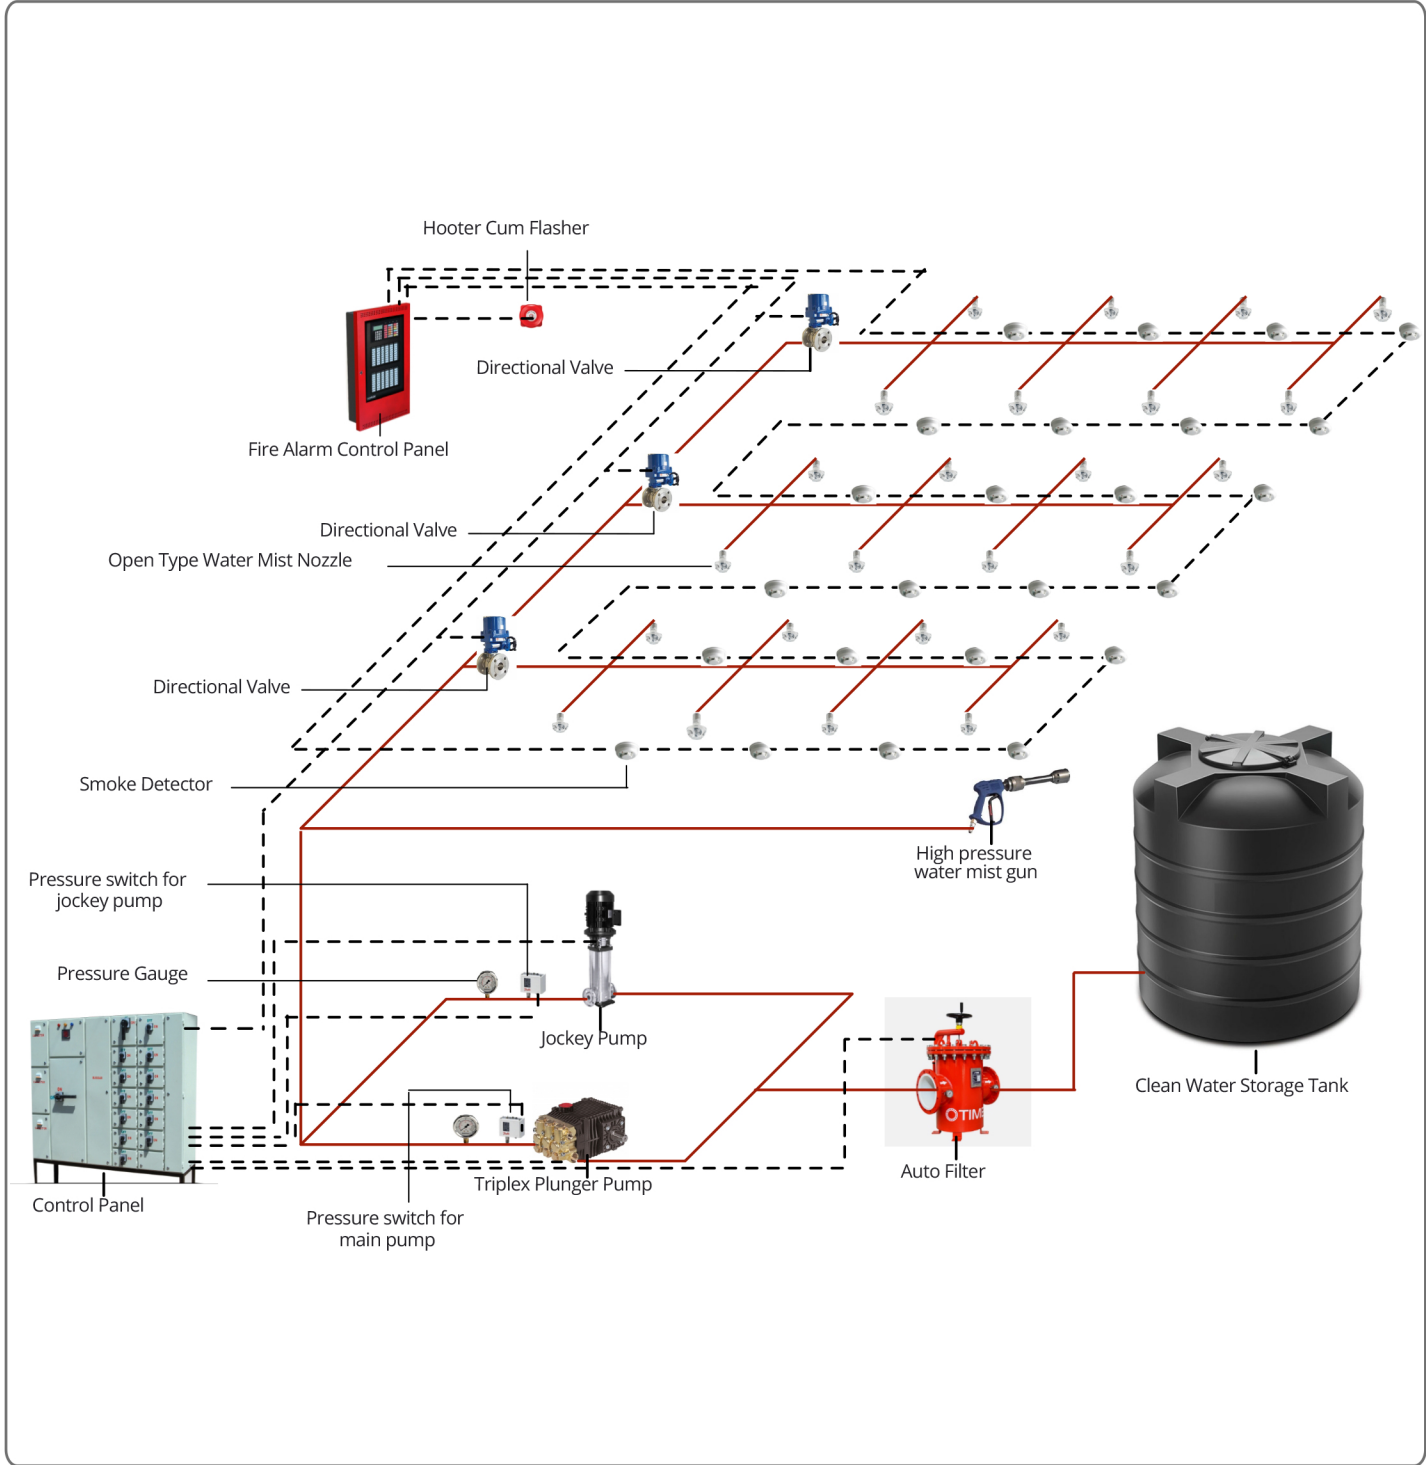 Hooter Cum Flasher
Directional Valve
Fire Alarm Control Panel
Directional Valve
Open Type Water Mist Nozzle
Directional Valve
Smoke Detector
High pressure
water mist gun
Pressure switch for
jockey pump
Pressure Gauge
Jockey Pump
Clean Water Storage Tank
Auto Filter
Triplex Plunger Pump
Control Panel
Pressure switch for
main pump